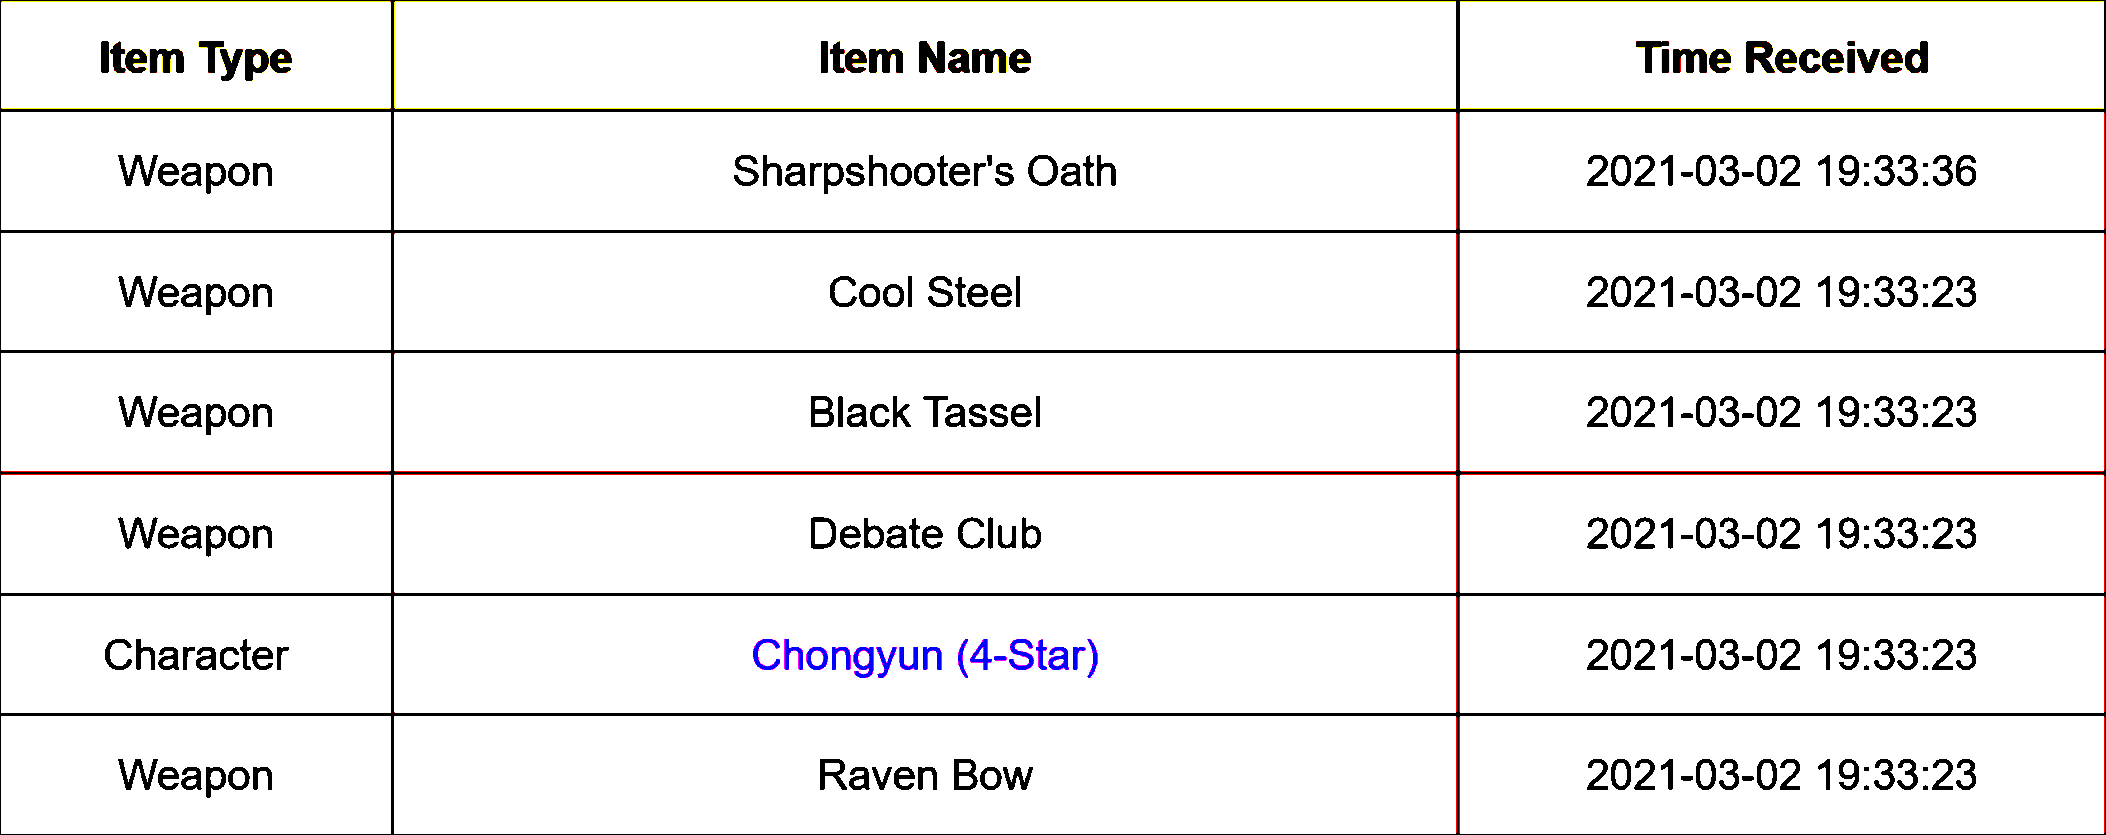 Item Type Item Name Time Received
Weapon Sharpshooter's Oath 2021-03-02 19:33:36
Weapon Cool Steel 2021-03-02 19:33:23
Weapon Black Tassel 2021-03-02 19:33:23
Weapon Debate Club 2021-03-02 19:33:23
Character Chongyun (4-Star) 2021-03-02 19:33:23
Weapon Raven Bow 2021-03-02 19:33:23